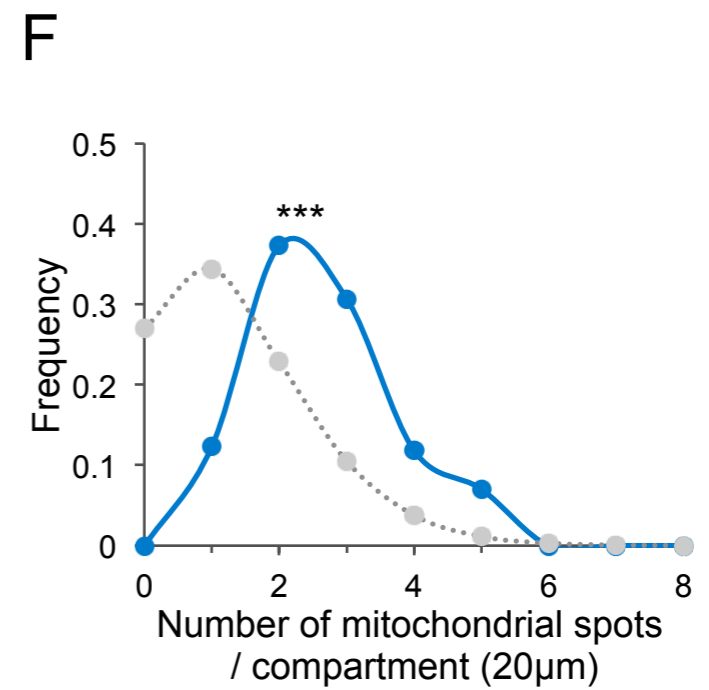 F
0.5
***
0.4
0.3
0.2
0.1
0
Frequency
0 2 4 6 8
Number of mitochondrial spots
/ compartment (20µm)